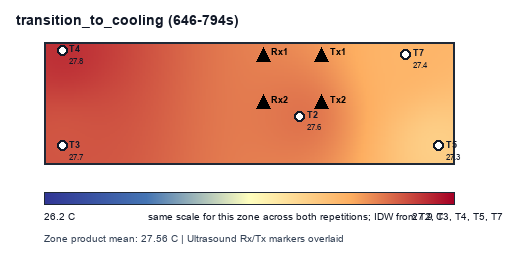 transition_to_cooling (646-794s)
T4
27.8
Rx1
Tx1
T7
27.4
Rx2
Tx2
T2
27.6
T3
27.7
T5
27.3
26.2 C
same scale for this zone across both repetitions; IDW from T2, T3, T4, T5, T7
Zone product mean: 27.56 C | Ultrasound Rx/Tx markers overlaid